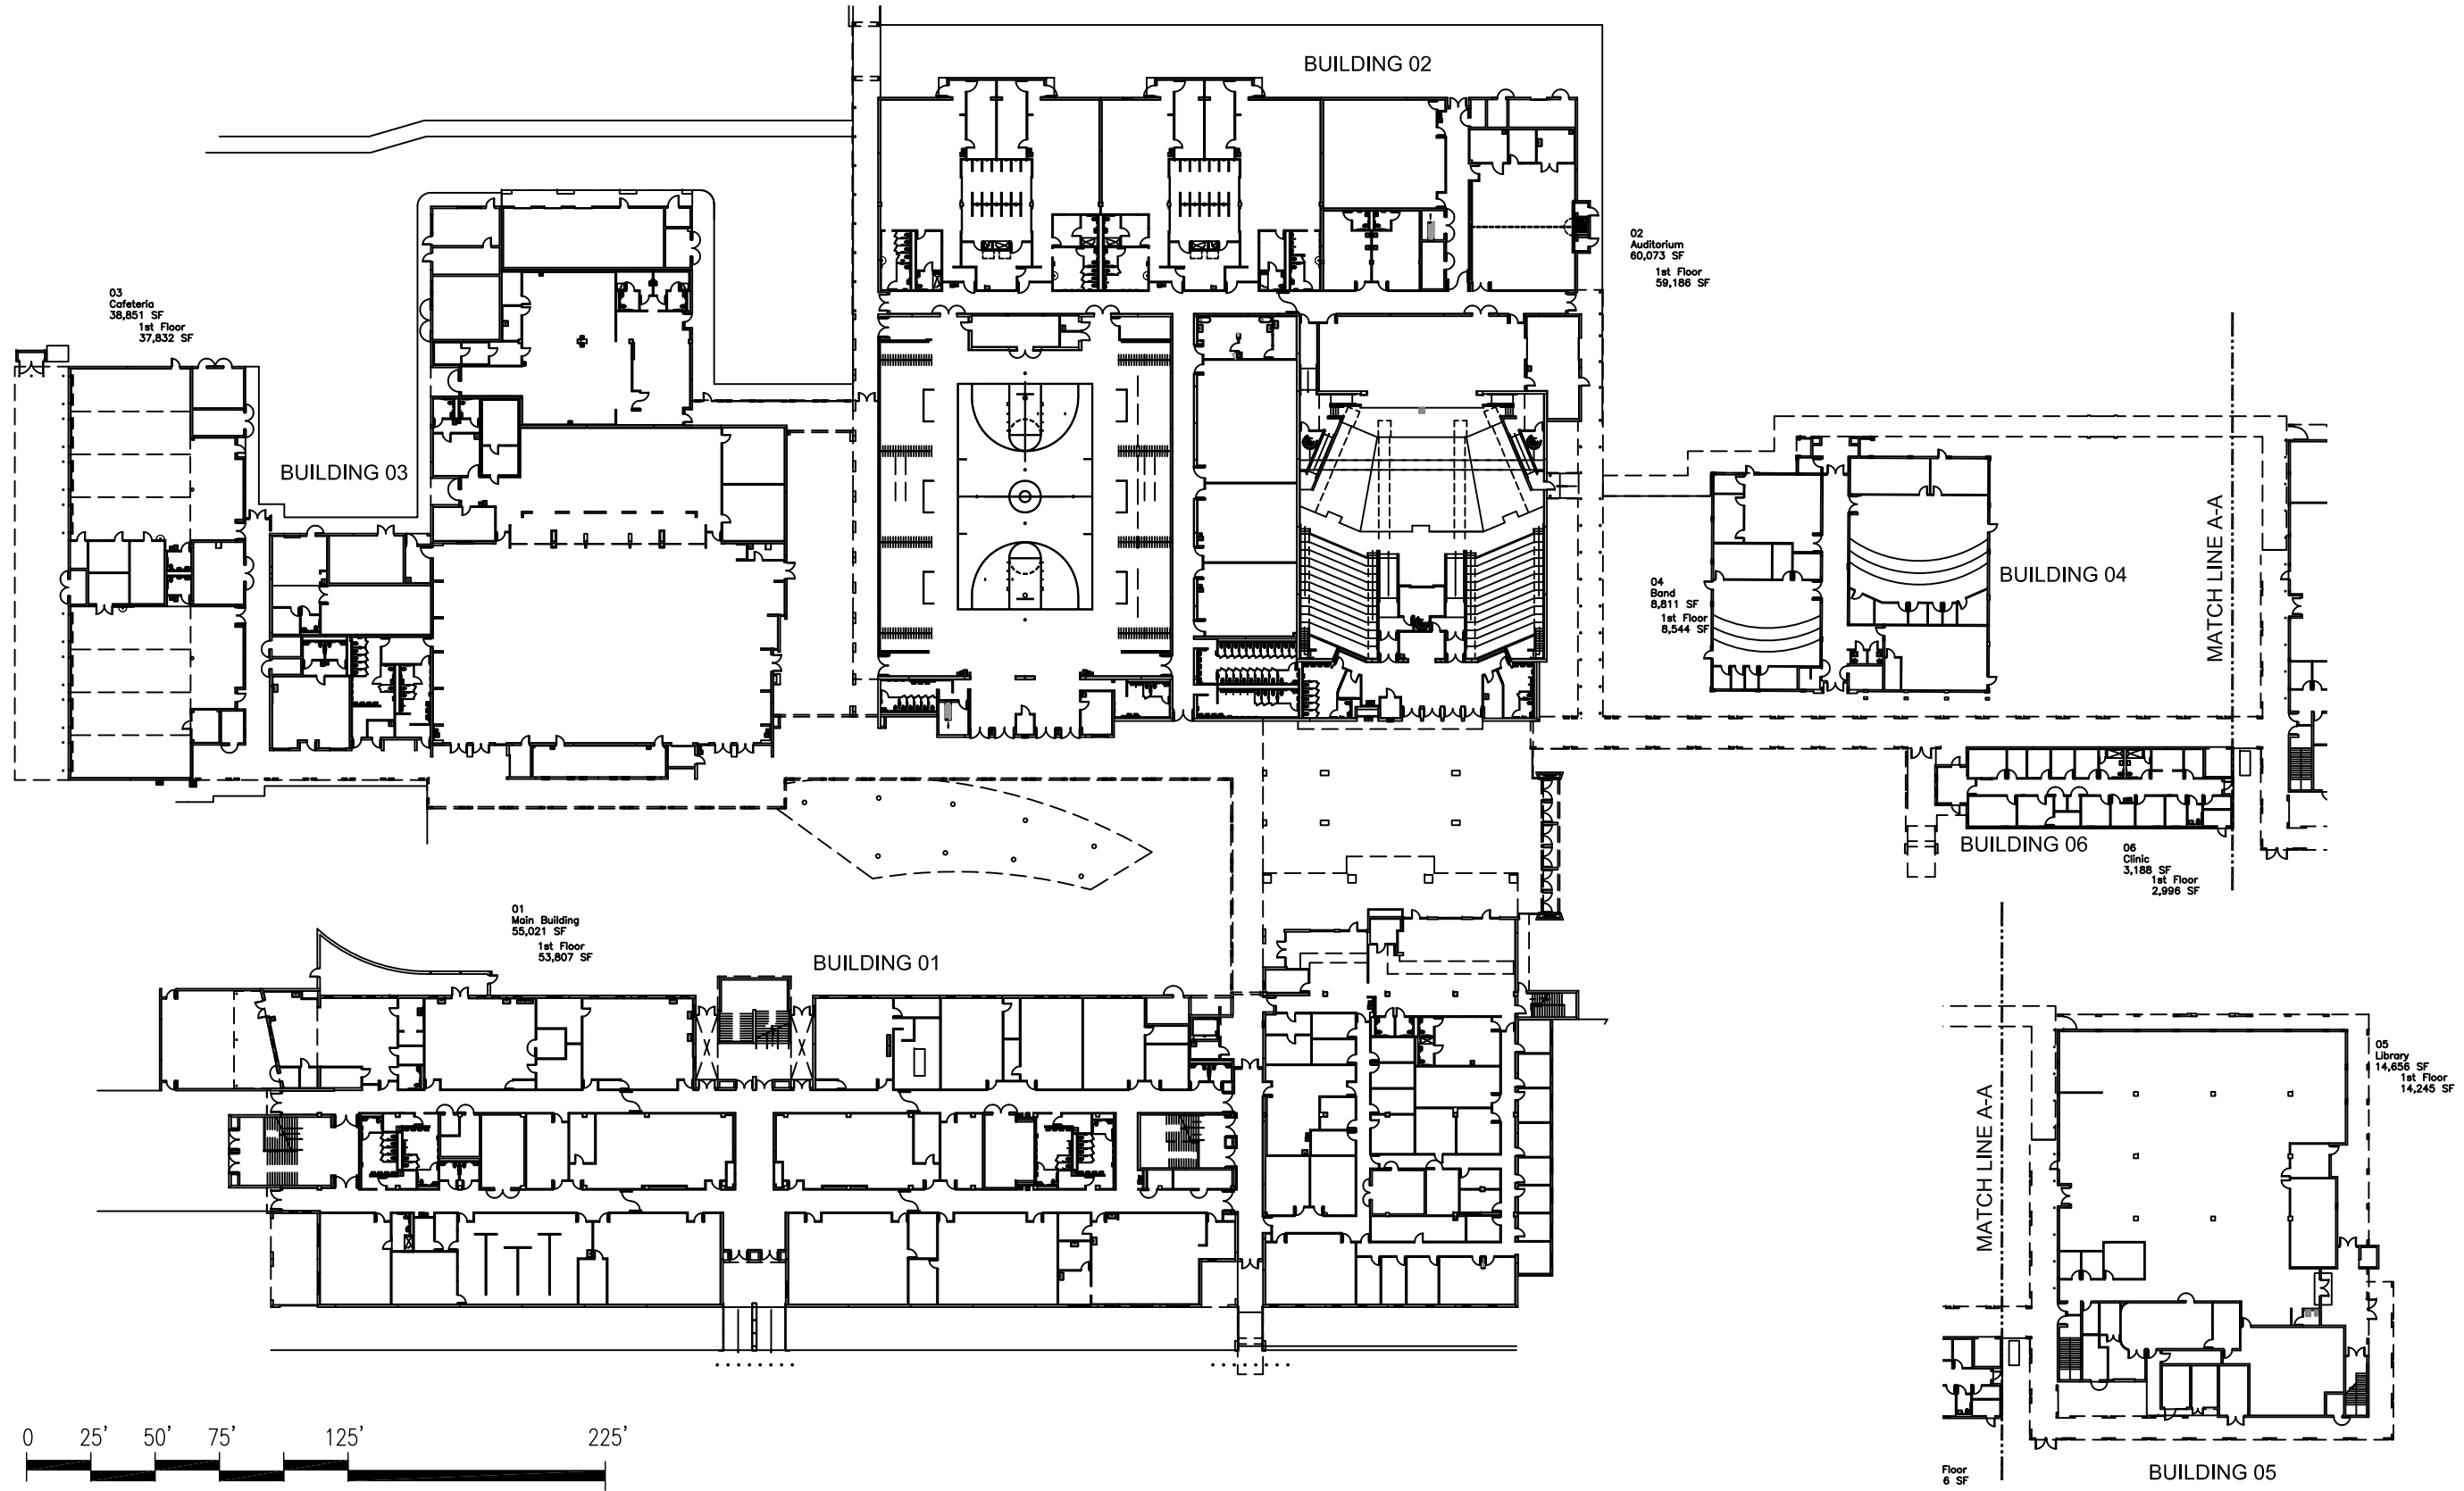 BUILDING 02
02
Auditorium
60,073 SF
1st Floor
59,186 SF
03
Cafeteria
38,851 SF
1st Floor
37,832 SF
BUILDING 03
MATCH LINE A-A
BUILDING 04
04
Band
8,811 SF
1st Floor
8,544 SF
BUILDING 06
06
Clinic
3,188 SF
1st Floor
2,996 SF
01
Main Building
55,021 SF
1st Floor
53,807 SF
BUILDING 01
05
Library
14,656 SF
1st Floor
14,245 SF
MATCH LINE A-A
0 25' 50' 75' 125' 225'
Floor
6 SF
BUILDING 05